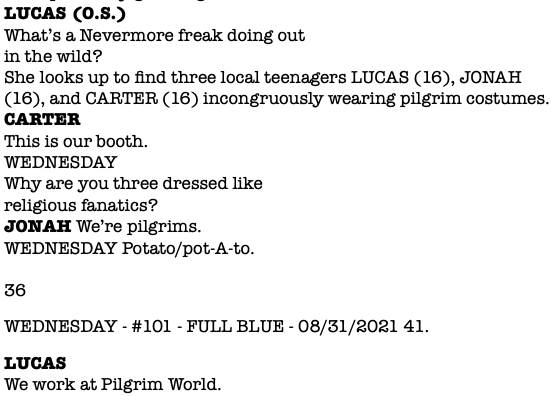 LUCAS (O.S.)
What's a Nevermore freak doing out
in the wild?
She looks up to find three local teenagers LUCAS (16), JONAH
(16), and CARTER (16) incongruously wearing pilgrim costumes.
CARTER
This is our booth.
WEDNESDAY
Why are you three dressed like
religious fanatics?
JONAH We're pilgrims.
WEDNESDAY Potato/pot-A-to.
36
WEDNESDAY - #101 - FULL BLUE - 08/31/2021 41.
LUCAS
We work at Pilgrim World.